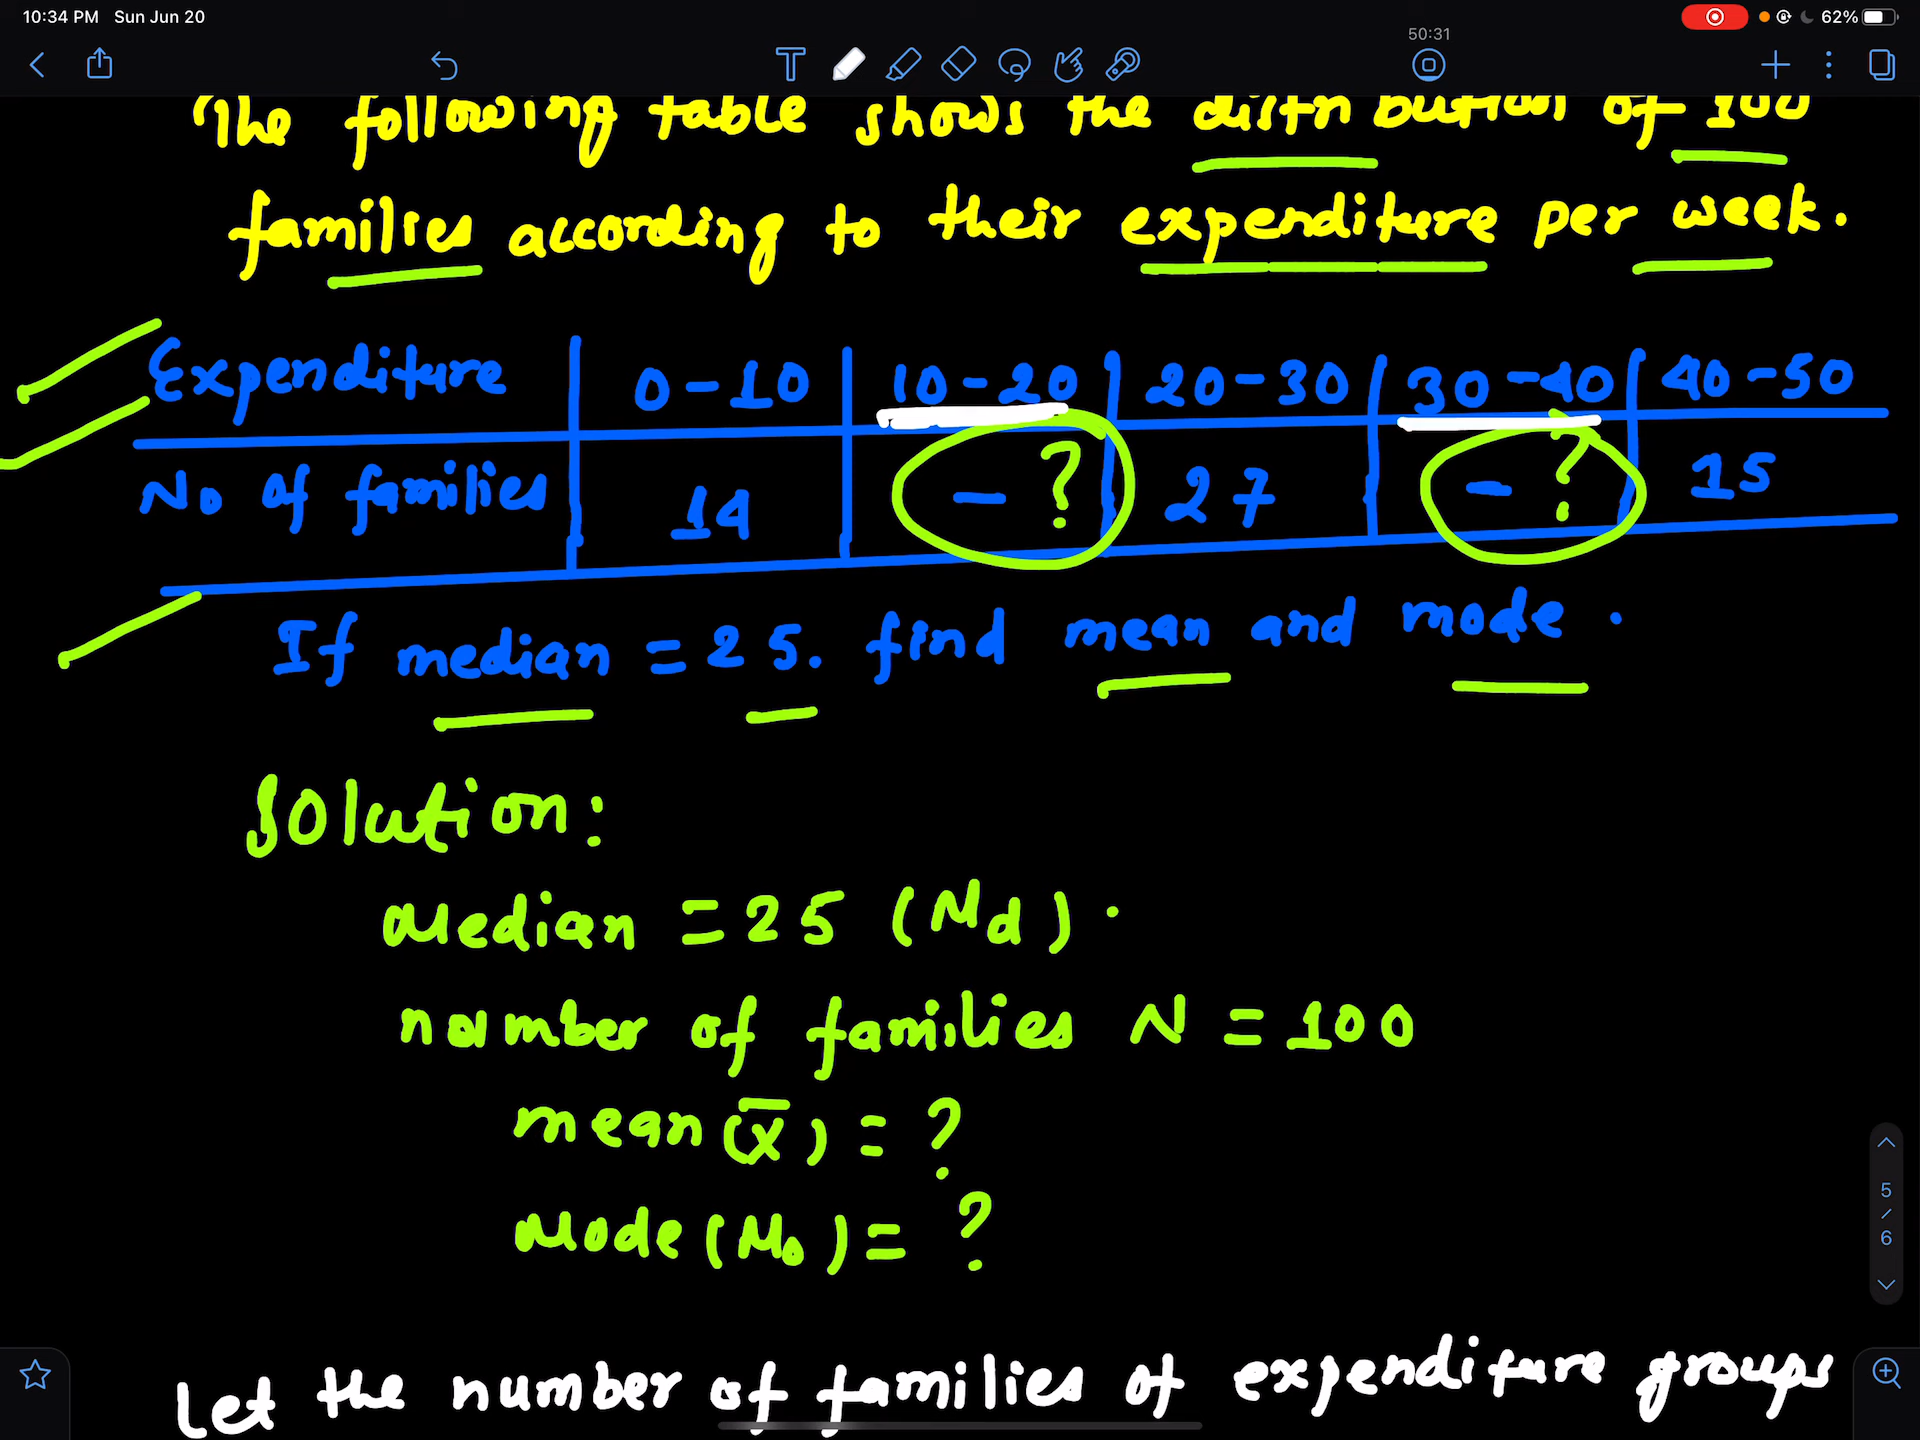 10:34 PM Sun Jun 20
62%
50:31
The following table shows the distribution of 100
families according to their expenditure per week.
Expenditure 0-10 10-20 20-30 30-40 40-50
No of families 14 - ? 27 - ? 15
If median = 25. find mean and mode.
Solution:
Median = 25 (Md).
number of families N = 100
mean (x̅) = ?
Mode (Mo) = ?
5
/
6
Let the number of families of expenditure groups